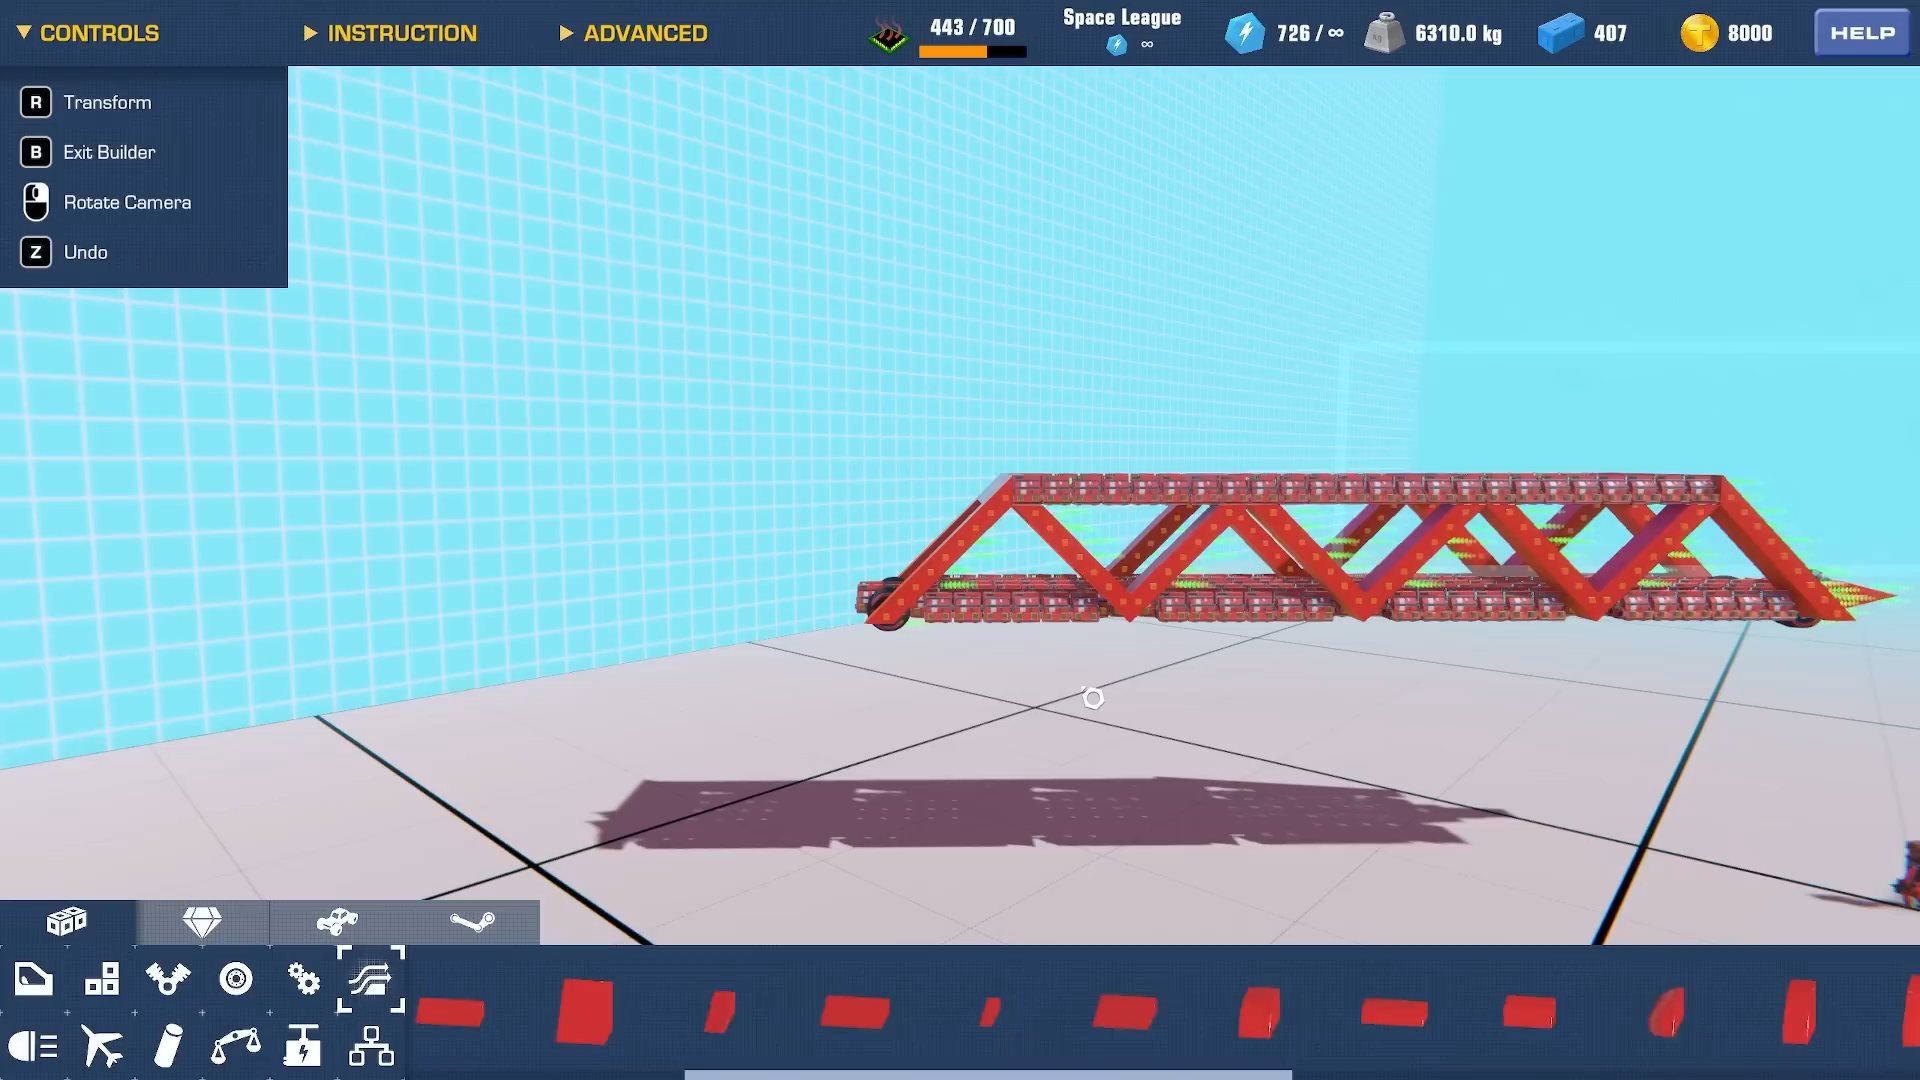 CONTROLS
INSTRUCTION
ADVANCED
443 / 700
Space League
∞
726 / ∞
6310.0 kg
407
8000
HELP
R Transform
B Exit Builder
Rotate Camera
Z Undo